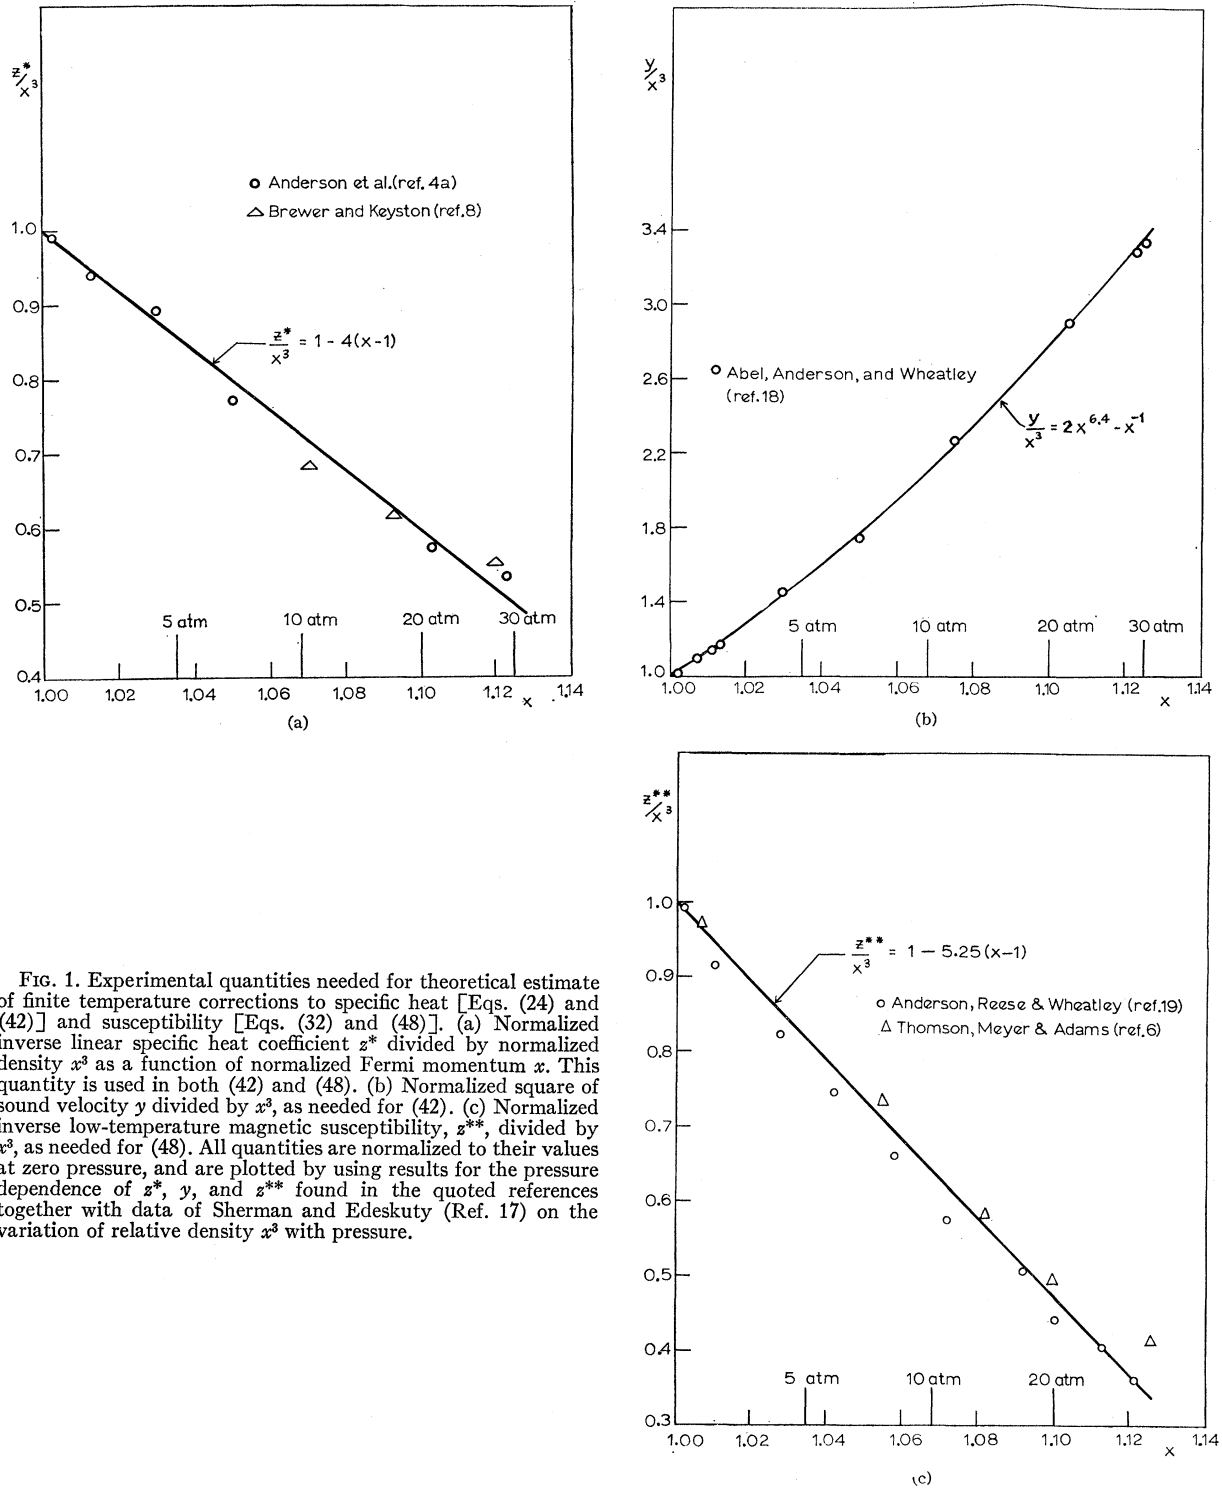 z*/x³
Anderson et al.(ref. 4a)
Brewer and Keyston (ref.8)
1.0
0.9
z*/x³ = 1 - 4(x-1)
0.8
0.7
0.6
0.5
5 atm 10 atm 20 atm 30 atm
0.4
1.00 1.02 1.04 1.06 1.08 1.10 1.12 1.14
x
(a)
y/x³
3.4
3.0
2.6
Abel, Anderson, and Wheatley
(ref.18)
y/x³ = 2x^6.4 - x^-1
2.2
1.8
1.4
5 atm 10 atm 20 atm 30 atm
1.0
1.00 1.02 1.04 1.06 1.08 1.10 1.12 1.14
x
(b)
z**/x³
1.0
z**/x³ = 1 - 5.25(x-1)
0.9
Anderson, Reese & Wheatley (ref.19)
Thomson, Meyer & Adams (ref.6)
0.8
0.7
0.6
0.5
0.4
5 atm 10 atm 20 atm
0.3
1.00 1.02 1.04 1.06 1.08 1.10 1.12 1.14
x
(c)
FIG. 1. Experimental quantities needed for theoretical estimate
of finite temperature corrections to specific heat [Eqs. (24) and
(42)] and susceptibility [Eqs. (32) and (48)]. (a) Normalized
inverse linear specific heat coefficient z* divided by normalized
density x³ as a function of normalized Fermi momentum x. This
quantity is used in both (42) and (48). (b) Normalized square of
sound velocity y divided by x³, as needed for (42). (c) Normalized
inverse low-temperature magnetic susceptibility, z**, divided by
x³, as needed for (48). All quantities are normalized to their values
at zero pressure, and are plotted by using results for the pressure
dependence of z*, y, and z** found in the quoted references
together with data of Sherman and Edeskuty (Ref. 17) on the
variation of relative density x³ with pressure.